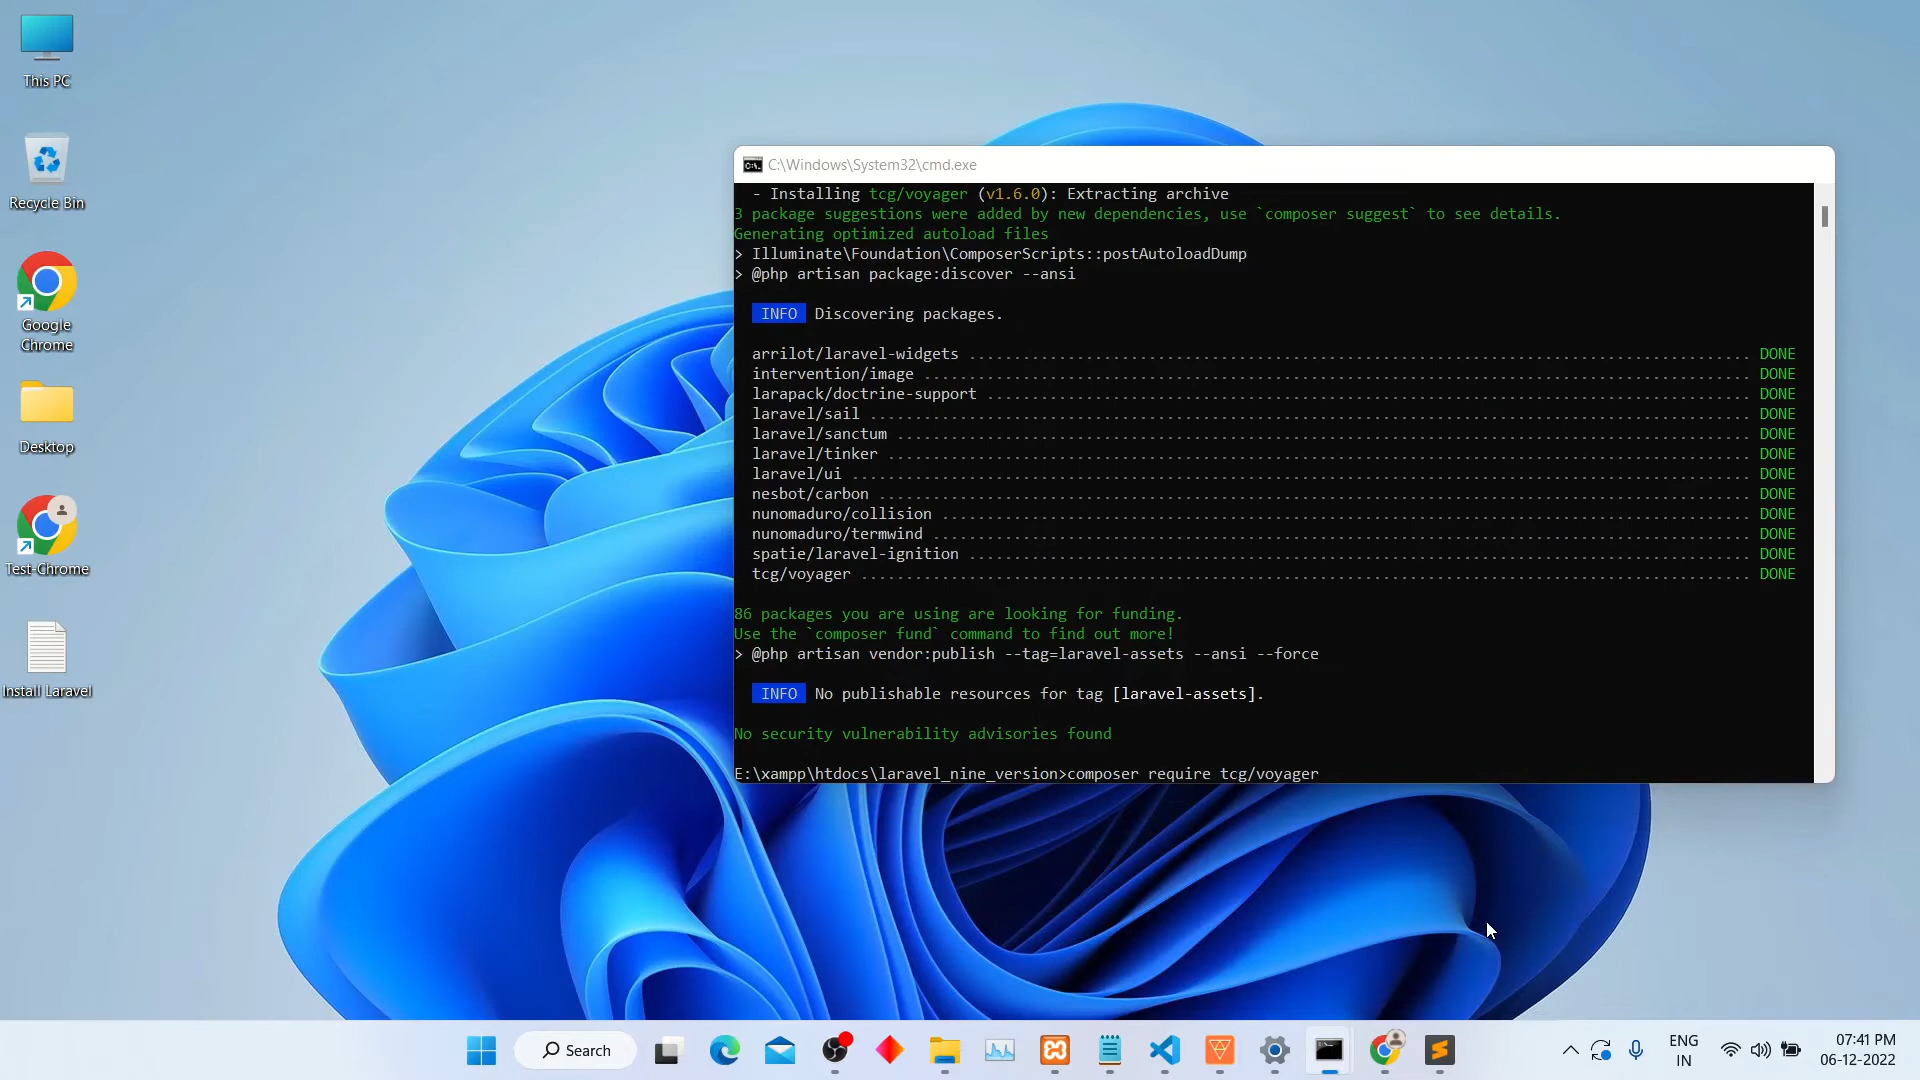 This PC
Recycle Bin
Google
Chrome
Desktop
Test-Chrome
Install Laravel
C:\Windows\System32\cmd.exe
- Installing tcg/voyager (v1.6.0): Extracting archive
3 package suggestions were added by new dependencies, use `composer suggest` to see details.
Generating optimized autoload files
> Illuminate\Foundation\ComposerScripts::postAutoloadDump
> @php artisan package:discover --ansi
INFO Discovering packages.
arrilot/laravel-widgets ...................................................................................... DONE
intervention/image ........................................................................................... DONE
larapack/doctrine-support .................................................................................... DONE
laravel/sail ................................................................................................. DONE
laravel/sanctum .............................................................................................. DONE
laravel/tinker ............................................................................................... DONE
laravel/ui ................................................................................................... DONE
nesbot/carbon ................................................................................................ DONE
nunomaduro/collision ......................................................................................... DONE
nunomaduro/termwind .......................................................................................... DONE
spatie/laravel-ignition ...................................................................................... DONE
tcg/voyager .................................................................................................. DONE
86 packages you are using are looking for funding.
Use the `composer fund` command to find out more!
> @php artisan vendor:publish --tag=laravel-assets --ansi --force
INFO No publishable resources for tag [laravel-assets].
No security vulnerability advisories found
E:\xampp\htdocs\laravel_nine_version>composer require tcg/voyager
Search
ENG
IN
07:41 PM
06-12-2022